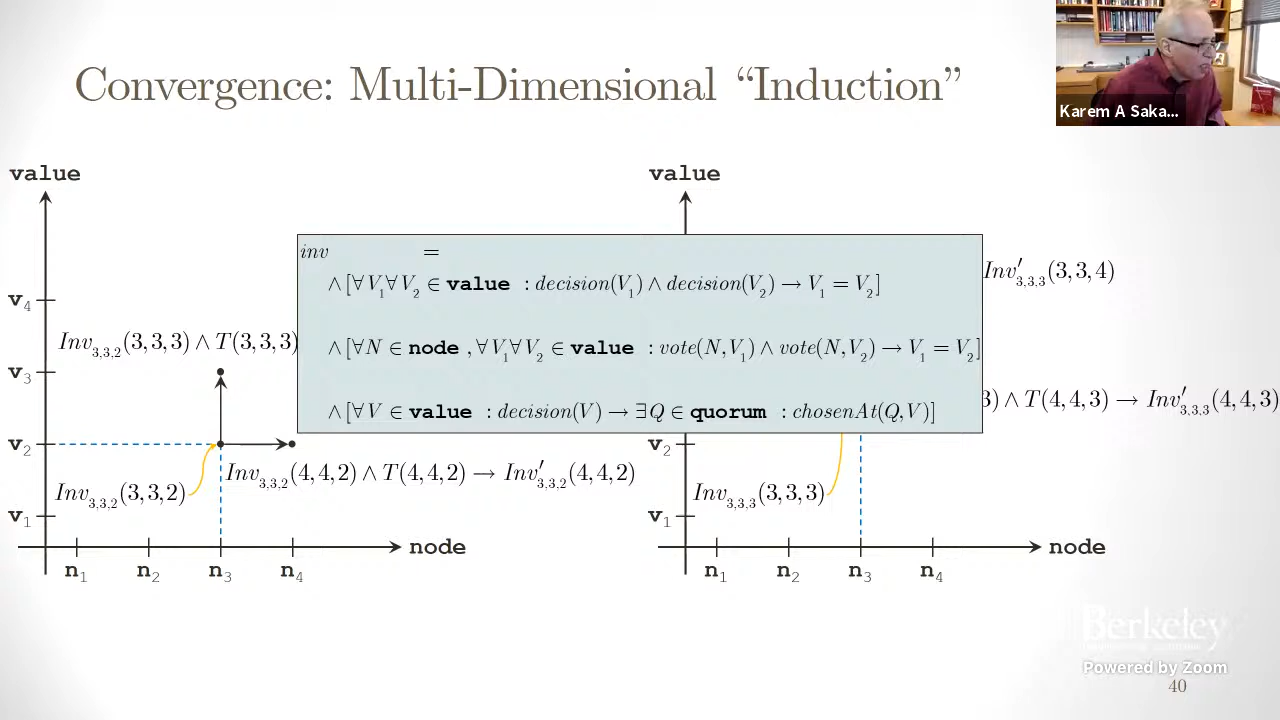 Convergence: Multi-Dimensional “Induction”
Karem A Saka...
value
value
inv =
∧ [∀V₁∀V₂ ∈ value : decision(V₁) ∧ decision(V₂) → V₁ = V₂]
∧ [∀N ∈ node , ∀V₁∀V₂ ∈ value : vote(N,V₁) ∧ vote(N,V₂) → V₁ = V₂]
∧ [∀V ∈ value : decision(V) → ∃Q ∈ quorum : chosenAt(Q,V)]
v₄
Inv₃,₃,₂(3,3,3) ∧ T(3,3,3)
v₃
v₂
Inv₃,₃,₂(4,4,2) ∧ T(4,4,2) → Inv′₃,₃,₂(4,4,2)
Inv₃,₃,₂(3,3,2)
v₁
node
n₁ n₂ n₃ n₄
Inv′₃,₃,₃(3,3,4)
3) ∧ T(4,4,3) → Inv′₃,₃,₃(4,4,3)
v₂
Inv₃,₃,₃(3,3,3)
v₁
node
n₁ n₂ n₃ n₄
Berkeley
Powered by Zoom
40